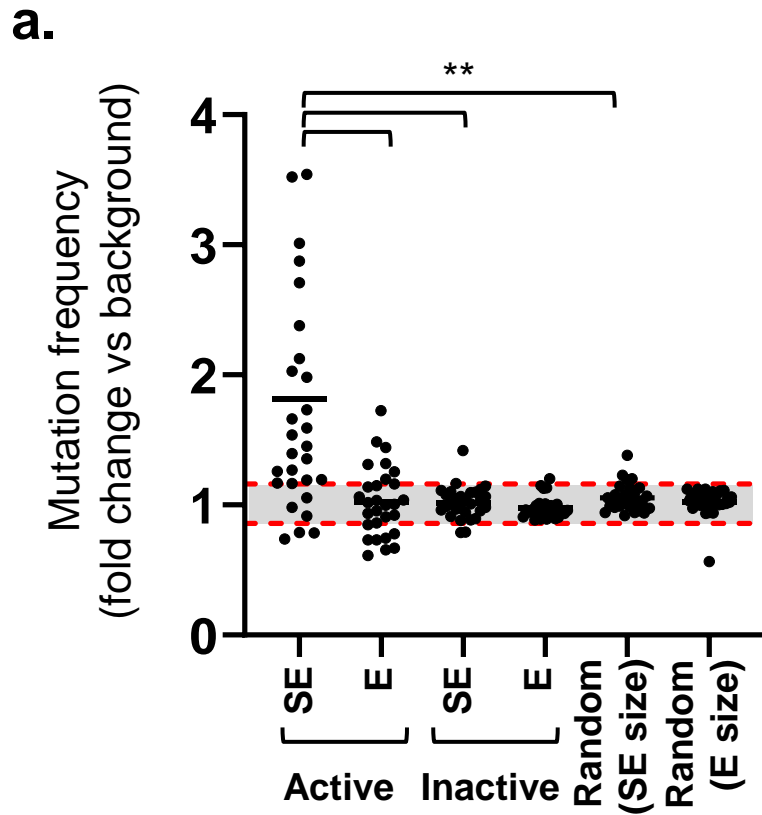 a.
**
Mutation frequency
(fold change vs background)
4
3
2
1
0
SE
E
SE
E
Random
(SE size)
Random
(E size)
Active
Inactive